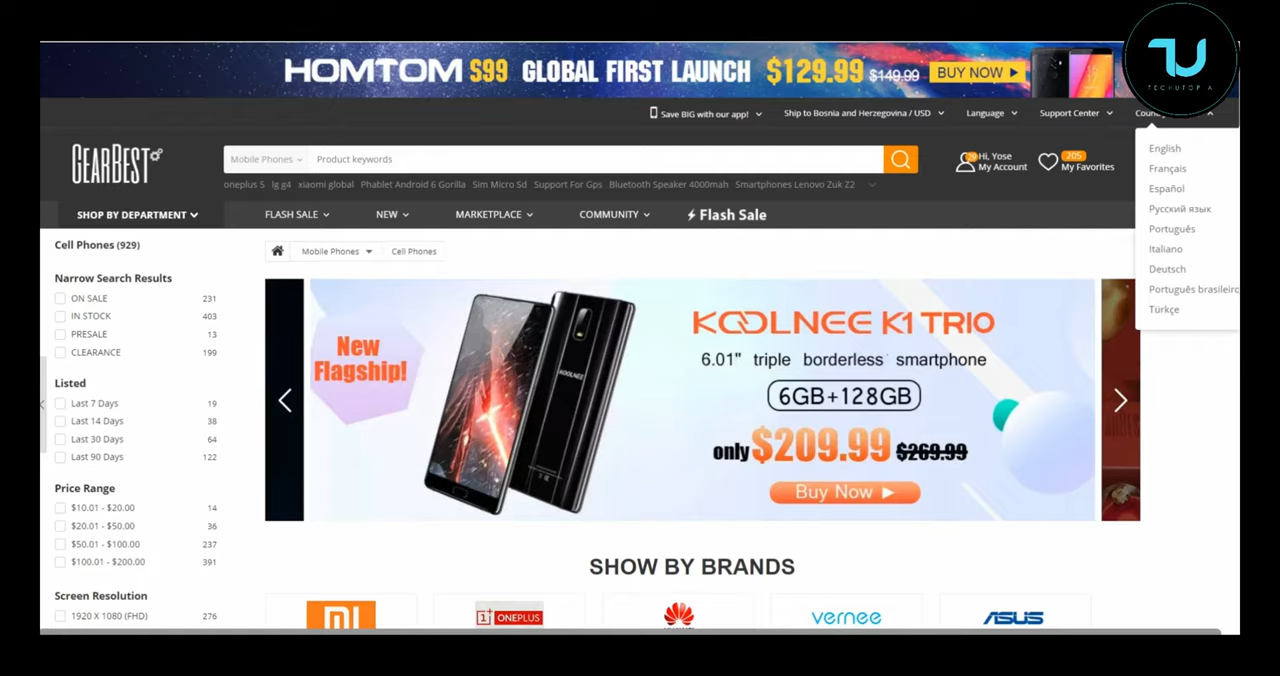 HOMTOM S99 GLOBAL FIRST LAUNCH $129.99 $149.99 BUY NOW
TECHUTOPIA
Save BIG with our app! Ship to Bosnia and Herzegovina / USD Language Support Center
GEARBEST
Mobile Phones Product keywords
29 Hi, Yose
My Account
205
My Favorites
oneplus 5 lg g4 xiaomi global Phablet Android 6 Gorilla Sim Micro Sd Support For Gps Bluetooth Speaker 4000mah Smartphones Lenovo Zuk Z2
English
Français
Español
Русский язык
Português
Italiano
Deutsch
Português brasileiro
Türkçe
SHOP BY DEPARTMENT FLASH SALE NEW MARKETPLACE COMMUNITY Flash Sale
Cell Phones (929)
Mobile Phones Cell Phones
Narrow Search Results
ON SALE 231
IN STOCK 403
PRESALE 13
CLEARANCE 199
Listed
Last 7 Days 19
Last 14 Days 38
Last 30 Days 64
Last 90 Days 122
Price Range
$10.01 - $20.00 14
$20.01 - $50.00 36
$50.01 - $100.00 237
$100.01 - $200.00 391
Screen Resolution
1920 X 1080 (FHD) 276
New
Flagship!
KOOLNEE
KOOLNEE K1 TRIO
6.01" triple borderless smartphone
6GB+128GB
only $209.99 $269.99
Buy Now
SHOW BY BRANDS
MI
1+ ONEPLUS
vernee
ASUS